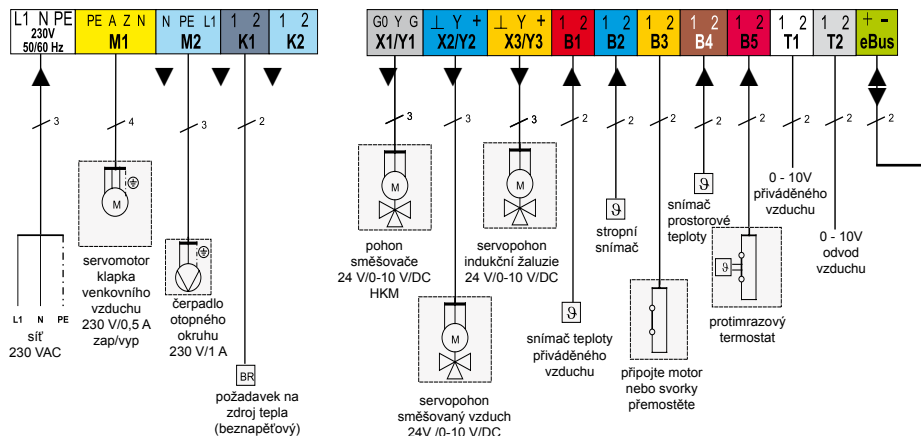 L1 N PE
230V
50/60 Hz
PE A Z N
M1
N PE L1
M2
1 2
K1
1 2
K2
G0 Y G
X1/Y1
⊥ Y +
X2/Y2
⊥ Y +
X3/Y3
1 2
B1
1 2
B2
1 2
B3
1 2
B4
1 2
B5
1 2
T1
1 2
T2
+ -
eBus
3
4
3
2
3
3
3
2
2
2
2
2
2
2
2
M
M
M
M
L1 N PE
síť
230 VAC
servomotor
klapka
venkovního
vzduchu
230 V/0,5 A
zap/vyp
čerpadlo
otopného
okruhu
230 V/1 A
BR
požadavek na
zdroj tepla
(beznapěťový)
pohon
směšovače
24 V/0-10 V/DC
HKM
servopohon
směšovaný vzduch
24V /0-10 V/DC
servopohon
indukční žaluzie
24 V/0-10 V/DC
ϑ
snímač teploty
přiváděného
vzduchu
ϑ
stropní
snímač
připojte motor
nebo svorky
přemostěte
ϑ
snímač
prostorové
teploty
ϑ
protimrazový
termostat
0 - 10V
přiváděného
vzduchu
0 - 10V
odvod
vzduchu